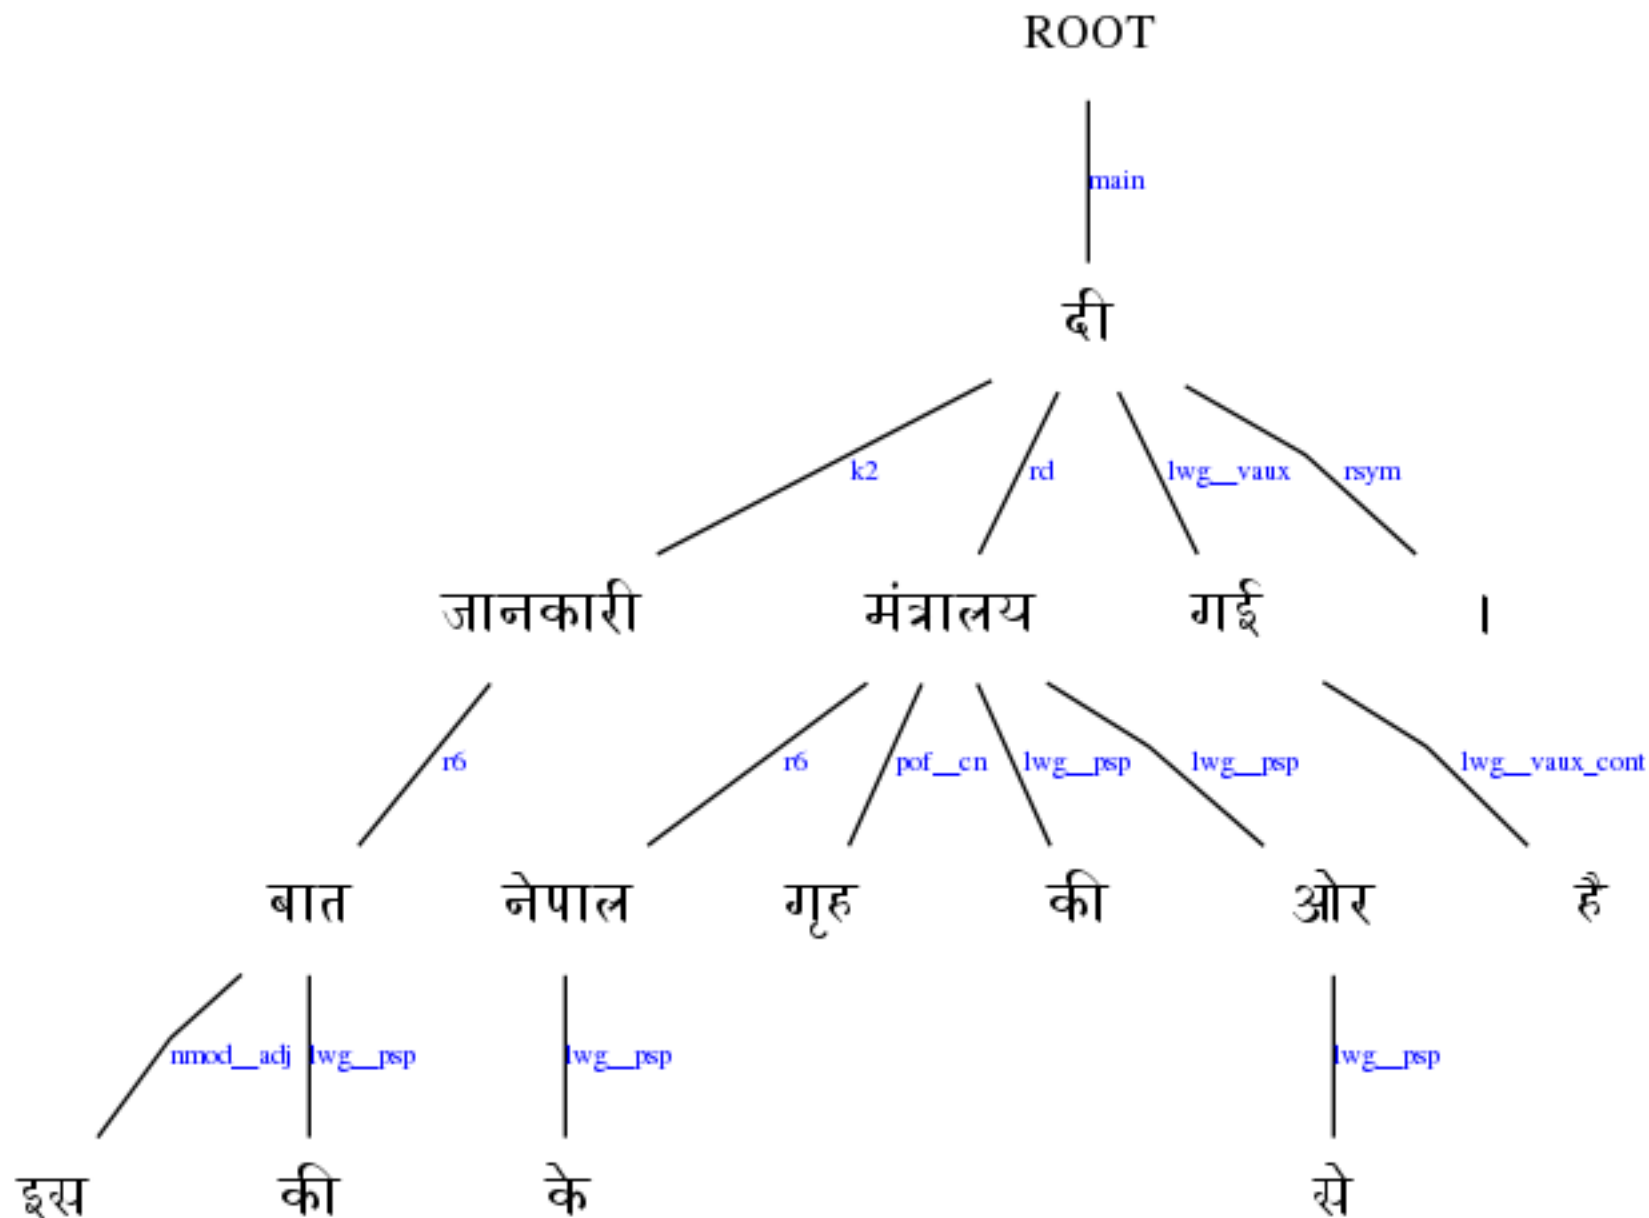 ROOT
main
दी
k2 rd lwg__vaux rsym
जानकारी मंत्रालय गई ।
r6 r6 pof__cn lwg__psp lwg__psp lwg__vaux_cont
बात नेपाल गृह की ओर है
nmod__adj lwg__psp lwg__psp lwg__psp
इस की के से